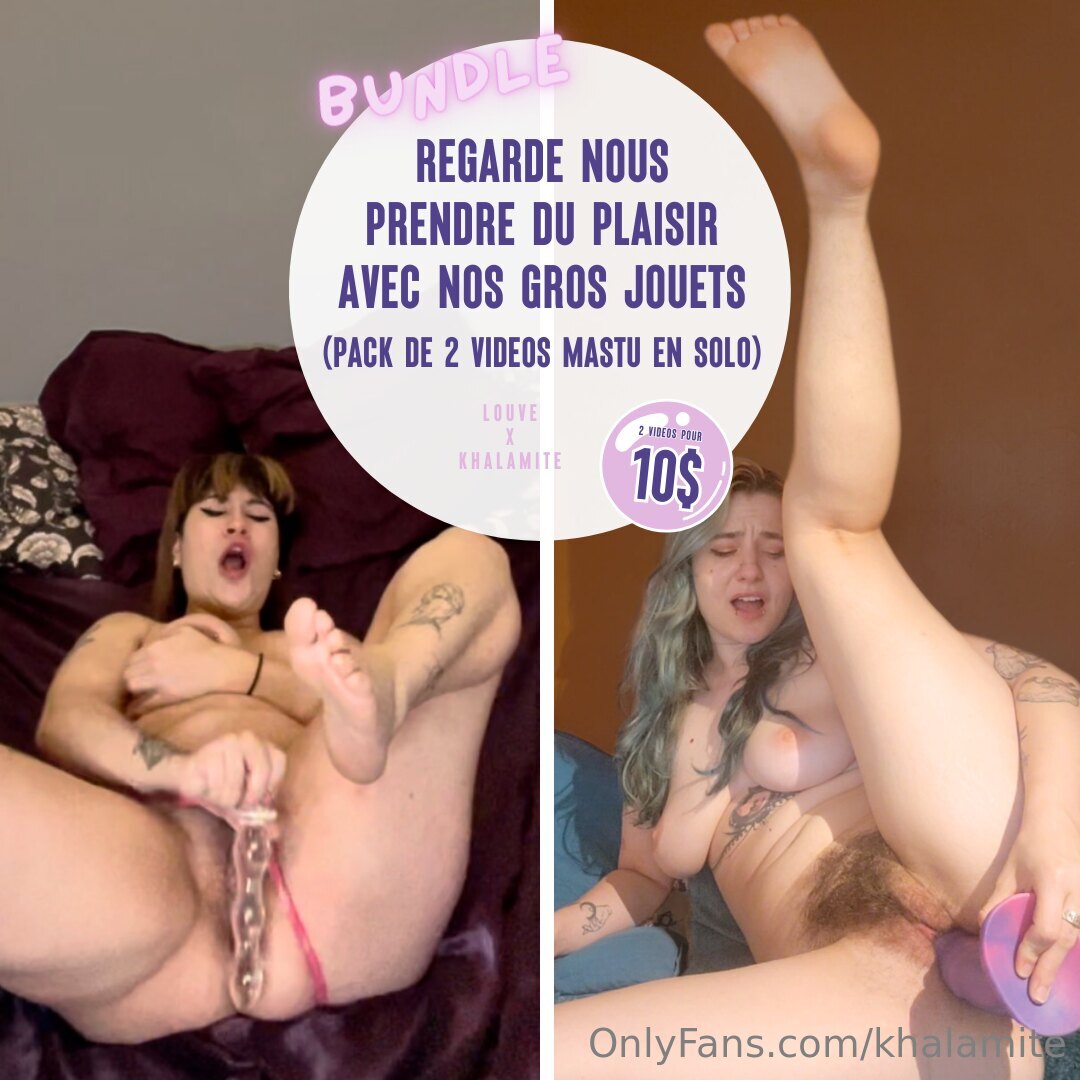 BUNDLE
REGARDE NOUS
PRENDRE DU PLAISIR
AVEC NOS GROS JOUETS
(PACK DE 2 VIDEOS MASTU EN SOLO)
LOUVE
X
KHALAMITE
2 VIDÉOS POUR
10$
OnlyFans.com/khalamite